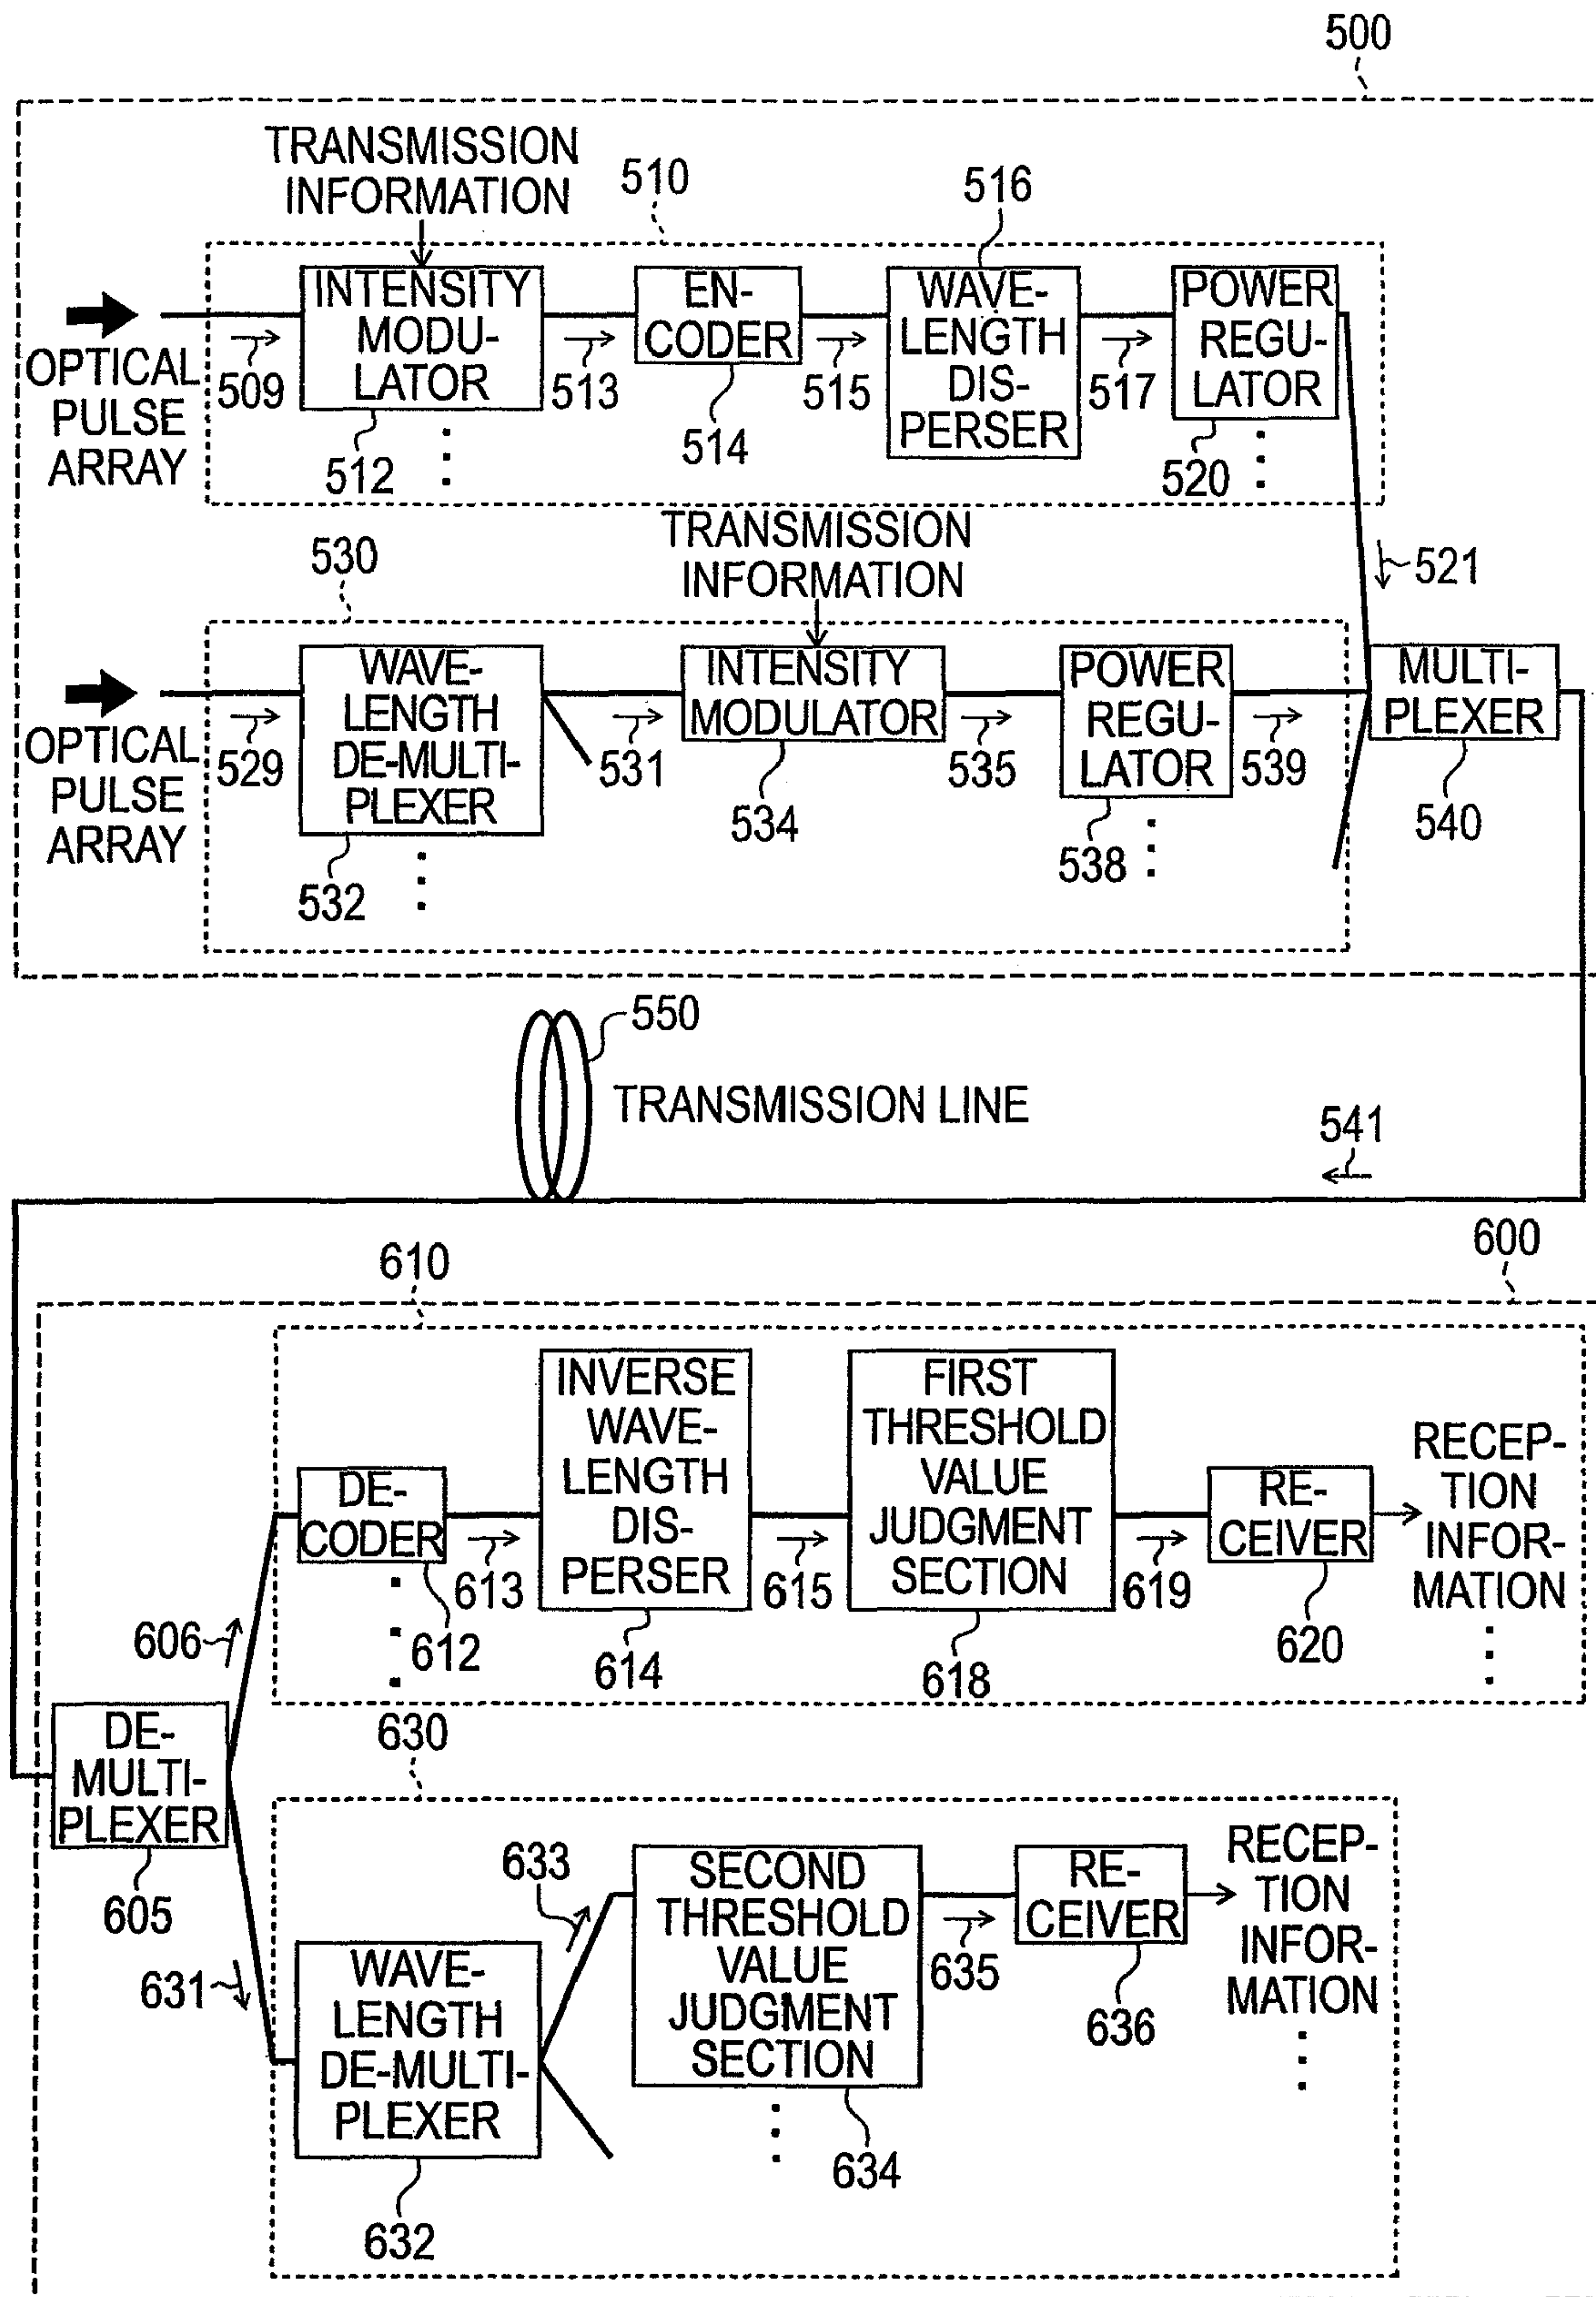 500
TRANSMISSION
INFORMATION
510
516
INTENSITY
MODU-
LATOR
EN-
CODER
WAVE-
LENGTH
DIS-
PERSER
POWER
REGU-
LATOR
OPTICAL
PULSE
ARRAY
509
513
515
517
512
514
520
TRANSMISSION
INFORMATION
530
521
WAVE-
LENGTH
DE-MULTI-
PLEXER
INTENSITY
MODULATOR
POWER
REGU-
LATOR
MULTI-
PLEXER
OPTICAL
PULSE
ARRAY
529
531
535
539
532
534
538
540
550
TRANSMISSION LINE
541
600
610
DE-
CODER
INVERSE
WAVE-
LENGTH
DIS-
PERSER
FIRST
THRESHOLD
VALUE
JUDGMENT
SECTION
RE-
CEIVER
RECEP-
TION
INFOR-
MATION
613
615
619
606
612
614
618
620
DE-
MULTI-
PLEXER
605
630
633
631
WAVE-
LENGTH
DE-MULTI-
PLEXER
SECOND
THRESHOLD
VALUE
JUDGMENT
SECTION
RE-
CEIVER
RECEP-
TION
INFOR-
MATION
635
636
634
632